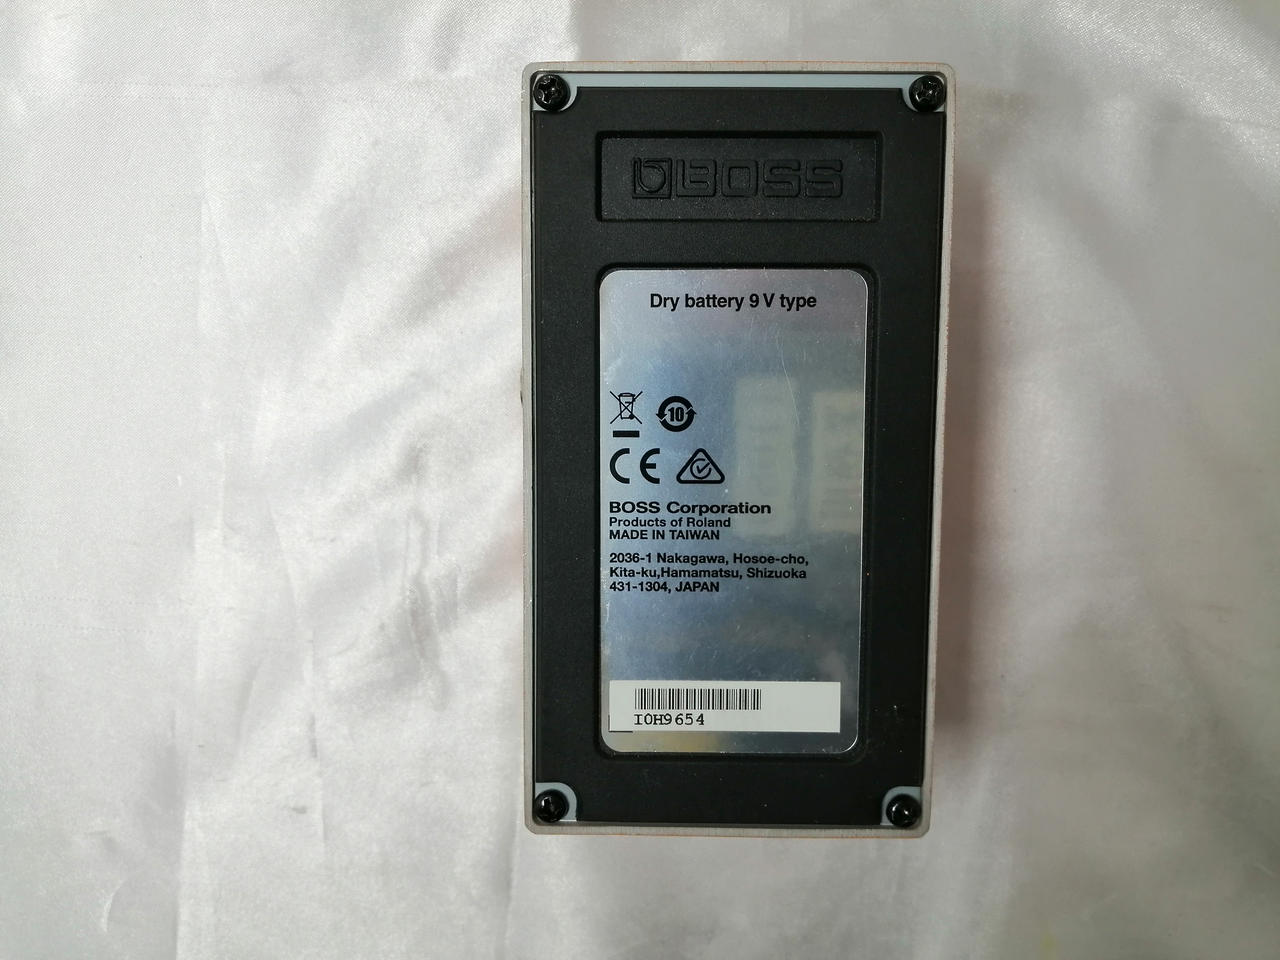 BOSS
Dry battery 9 V type
10
CE
BOSS Corporation
Products of Roland
MADE IN TAIWAN
2036-1 Nakagawa, Hosoe-cho,
Kita-ku,Hamamatsu, Shizuoka
431-1304, JAPAN
I0H9654